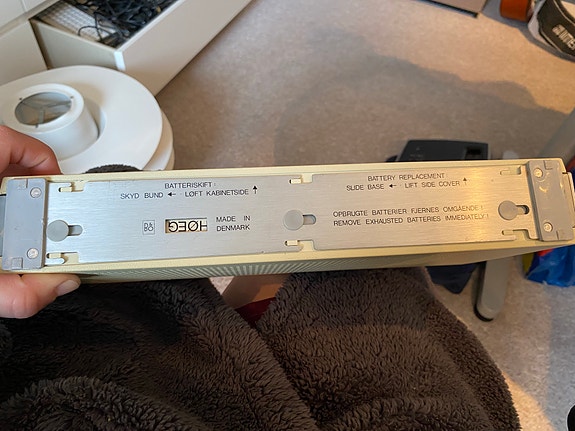 BATTERISKIFT:
SKYD BUND ← LØFT KABINETSIDE ↑
BATTERY REPLACEMENT
SLIDE BASE ← LIFT SIDE COVER ↑
HØEG
MADE IN
DENMARK
OPBRUGTE BATTERIER FJERNES OMGÅENDE!
REMOVE EXHAUSTED BATTERIES IMMEDIATELY!